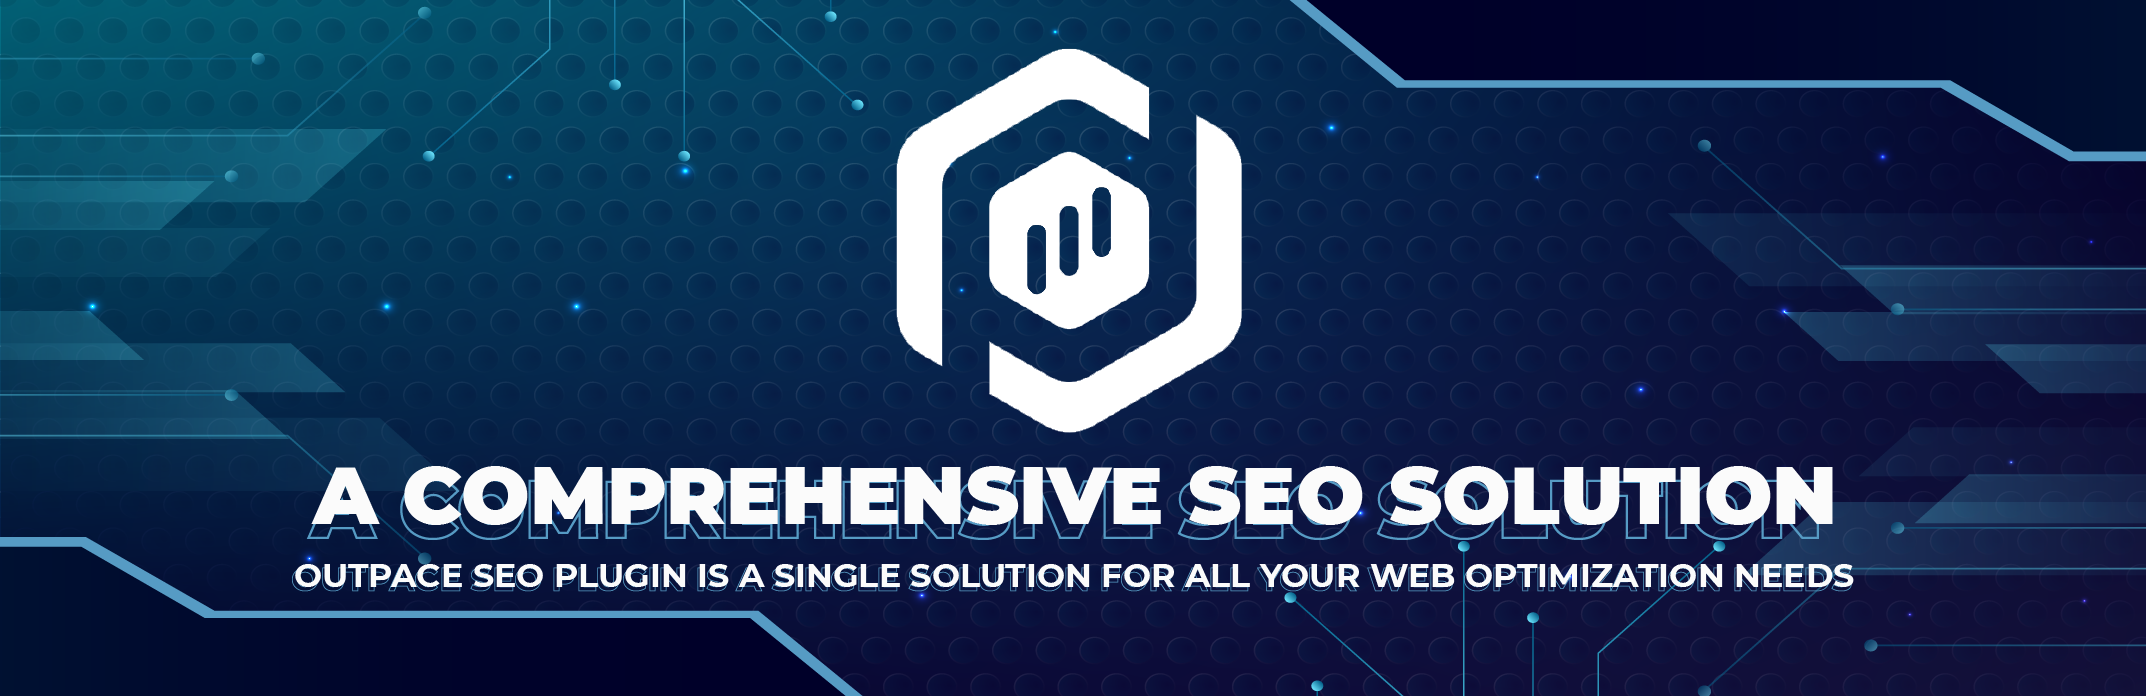 A COMPREHENSIVE SEO SOLUTION
OUTPACE SEO PLUGIN IS A SINGLE SOLUTION FOR ALL YOUR WEB OPTIMIZATION NEEDS